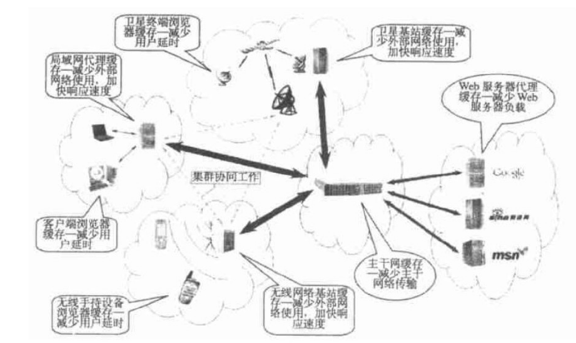 卫星终端浏览
器缓存—减少
用户延时
卫星基站缓存—减
少外部网络使用,
加快响应速度
局域网代理缓
存—减少外部
网络使用,加
快响应速度
Web 服务器代理
缓存—减少 Web
服务器负载
Google
集群协同工作
sina
msn
客户端浏览器
缓存—减少用
户延时
主干网缓存
—减少主干
网络传输
无线手持设备
浏览器缓存—
减少用户延时
无线网络基站缓
存—减少外部网
络使用,加快响
应速度